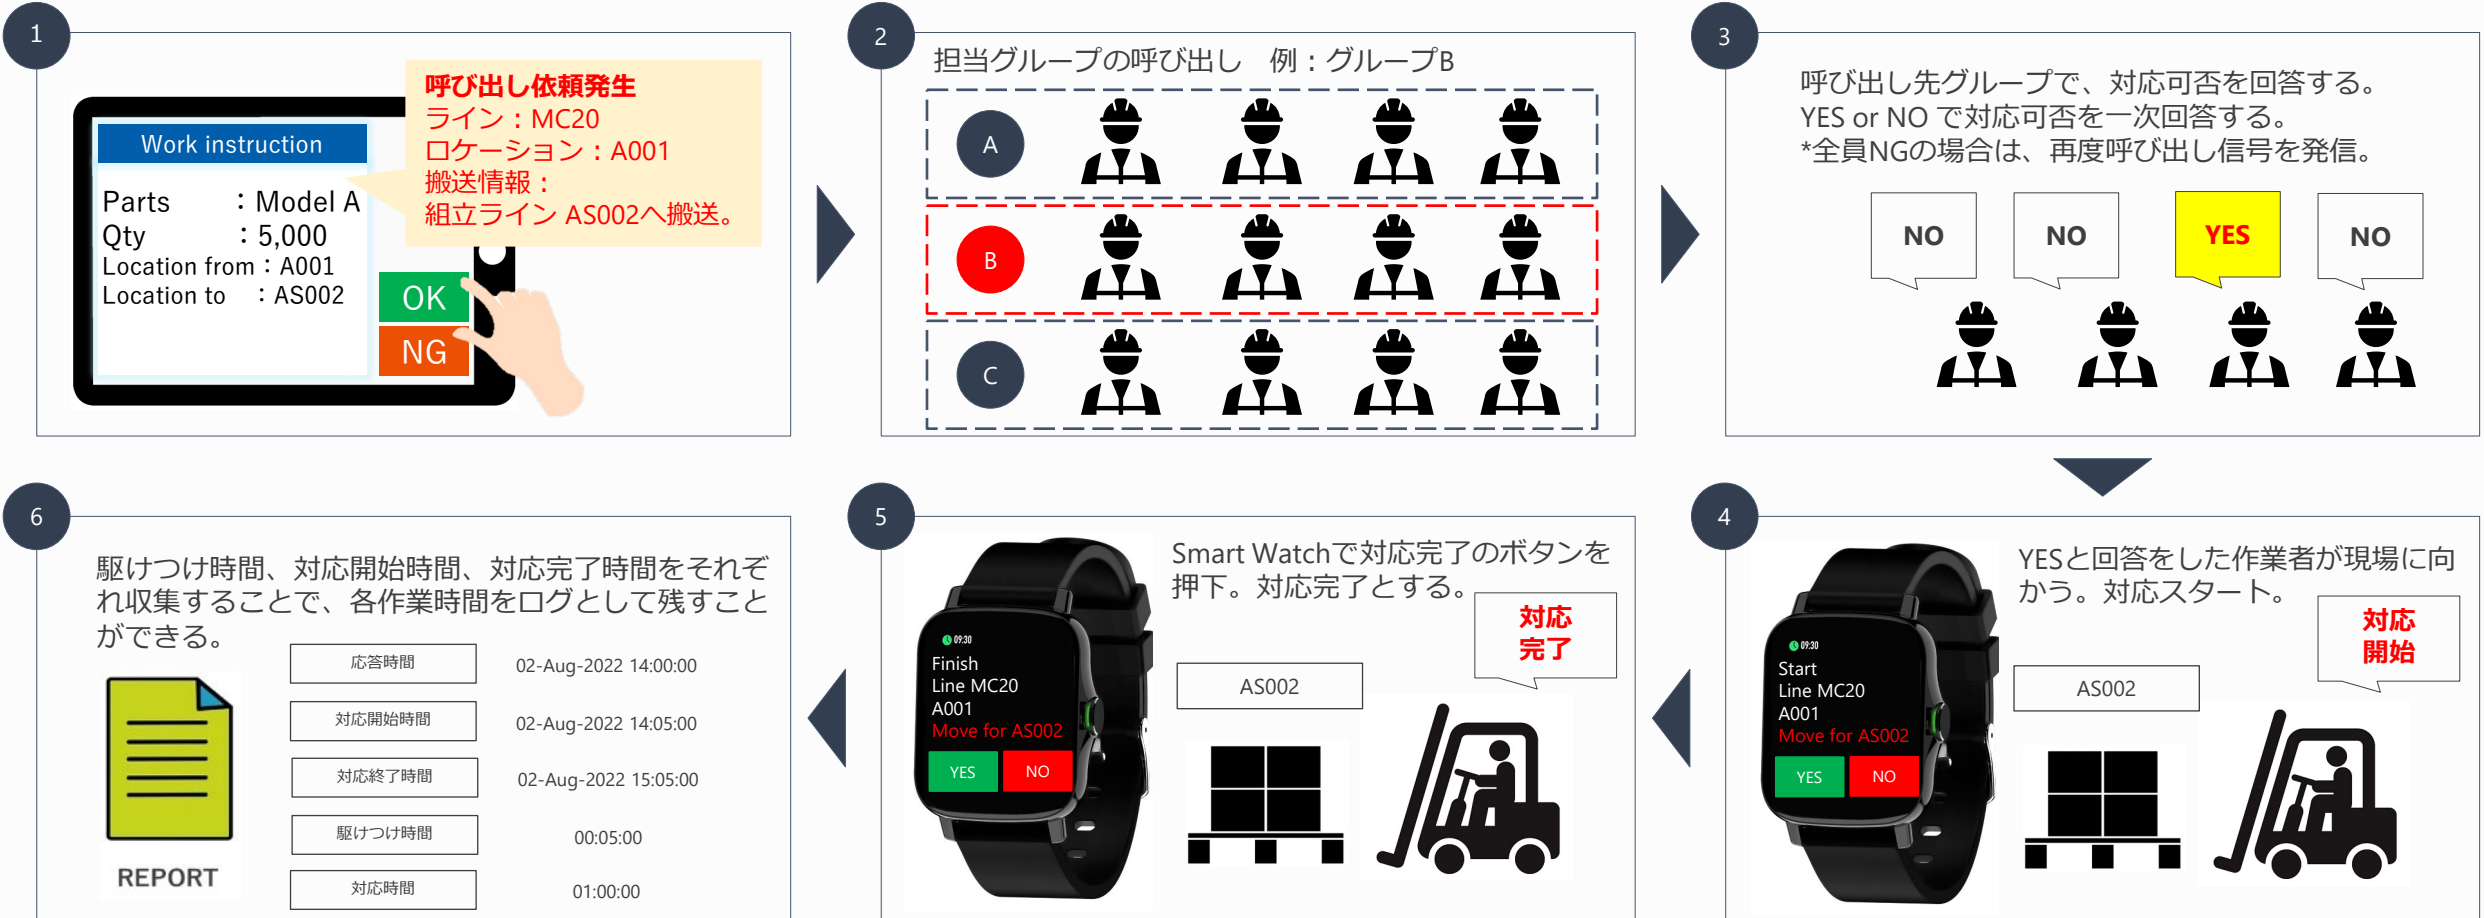 1
呼び出し依頼発生
ライン：MC20
ロケーション：A001
搬送情報：
組立ライン AS002へ搬送。
Work instruction
Parts ：Model A
Qty ：5,000
Location from：A001
Location to ：AS002
OK
NG
2
担当グループの呼び出し 例：グループB
A
B
C
3
呼び出し先グループで、対応可否を回答する。
YES or NO で対応可否を一次回答する。
*全員NGの場合は、再度呼び出し信号を発信。
NO
NO
YES
NO
4
YESと回答をした作業者が現場に向
かう。対応スタート。
対応
開始
09:30
Start
Line MC20
A001
Move for AS002
YES
NO
AS002
5
Smart Watchで対応完了のボタンを
押下。対応完了とする。
対応
完了
09:30
Finish
Line MC20
A001
Move for AS002
YES
NO
AS002
6
駆けつけ時間、対応開始時間、対応完了時間をそれぞ
れ収集することで、各作業時間をログとして残すこと
ができる。
応答時間 02-Aug-2022 14:00:00
対応開始時間 02-Aug-2022 14:05:00
対応終了時間 02-Aug-2022 15:05:00
駆けつけ時間 00:05:00
対応時間 01:00:00
REPORT